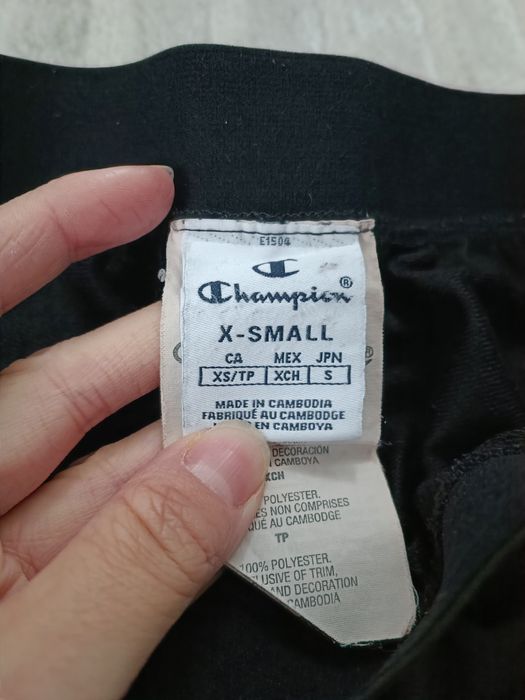 E1504
Champion®
X-SMALL
CA MEX JPN
XS/TP XCH S
MADE IN CAMBODIA
FABRIQUÉ AU CAMBODGE
EN CAMBOYA
DECORACIÓN
CAMBOYA
XCH
POLYESTER.
NON COMPRISES
AU CAMBODGE
TP
100% POLYESTER.
OF TRIM,
AND DECORATION
CAMBODIA